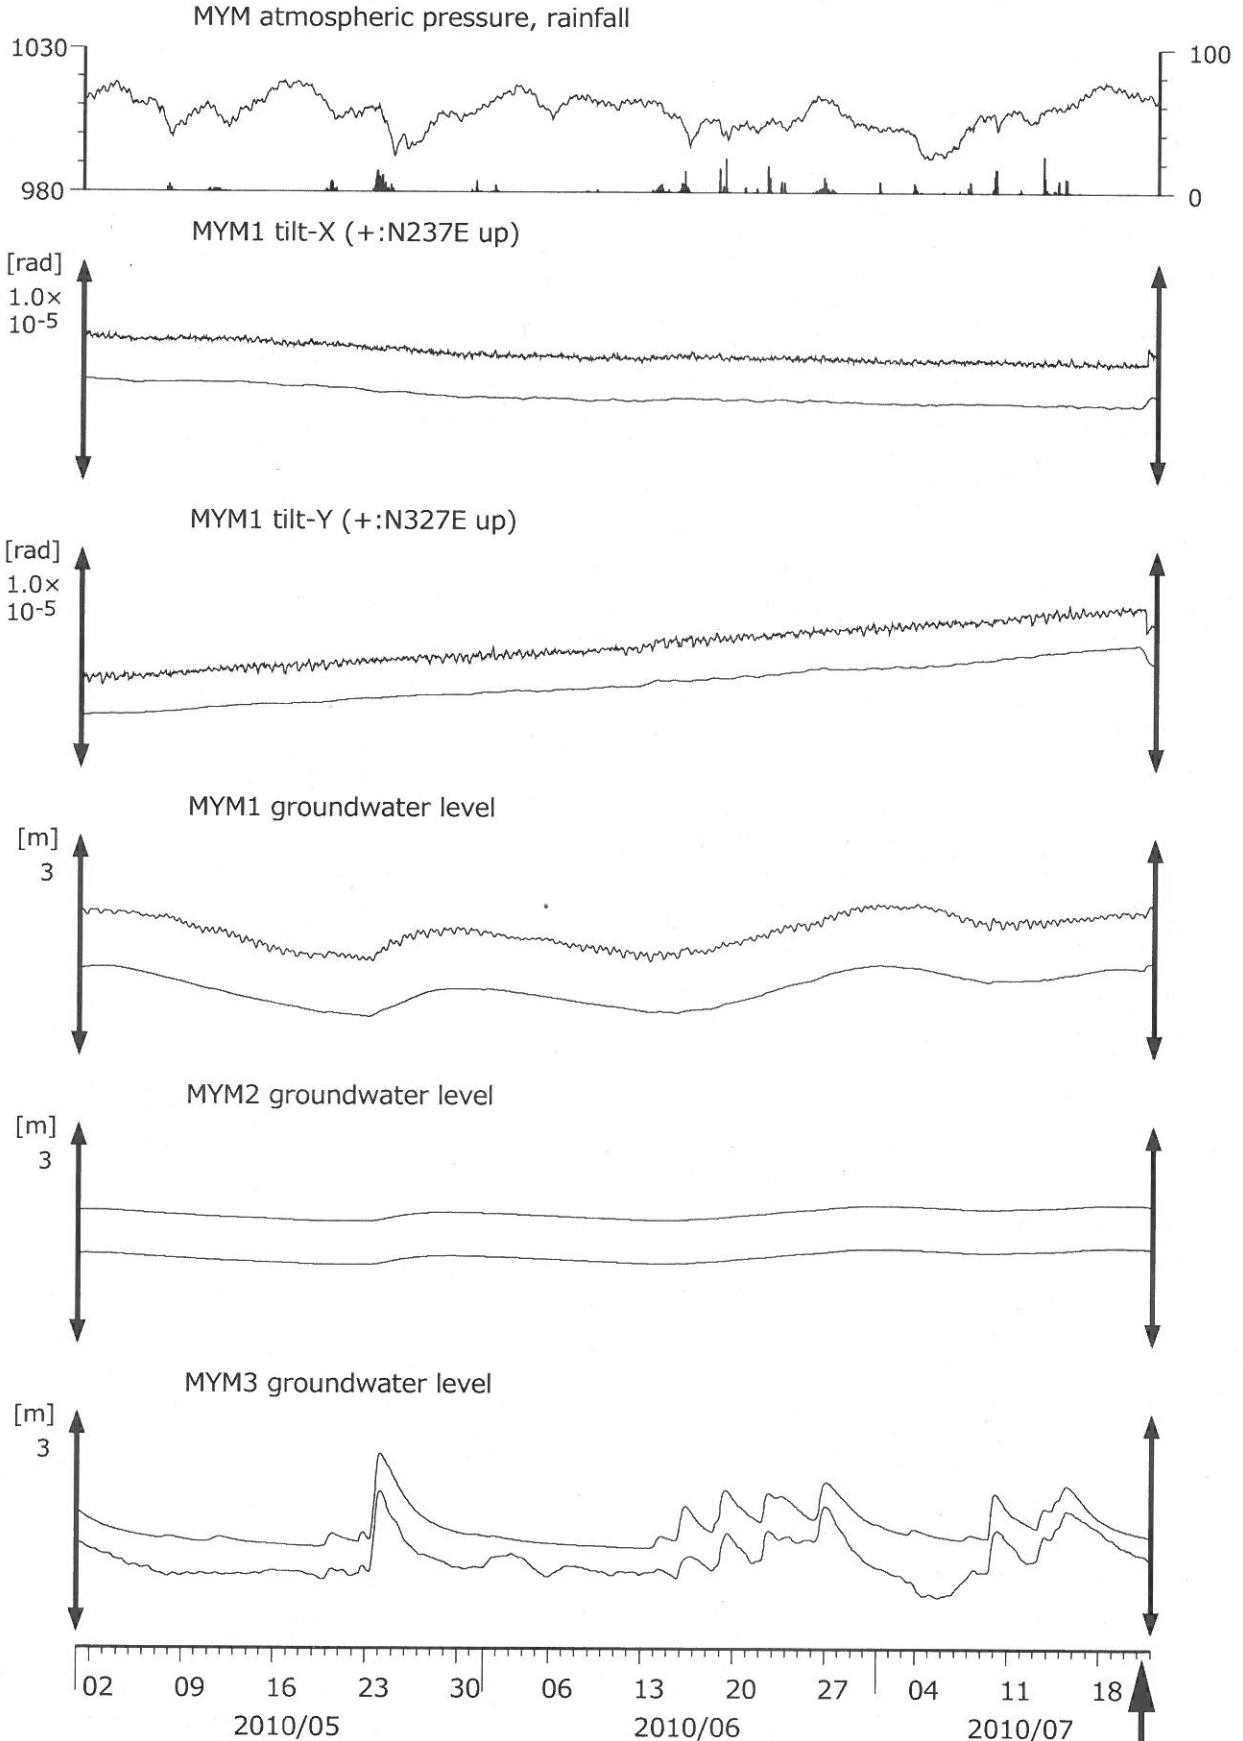 MYM atmospheric pressure, rainfall
1030
100
980
0
MYM1 tilt-X (+:N237E up)
[rad]
1.0×
10-5
MYM1 tilt-Y (+:N327E up)
[rad]
1.0×
10-5
MYM1 groundwater level
[m]
3
MYM2 groundwater level
[m]
3
MYM3 groundwater level
[m]
3
02 09 16 23 30 06 13 20 27 04 11 18
2010/05 2010/06 2010/07